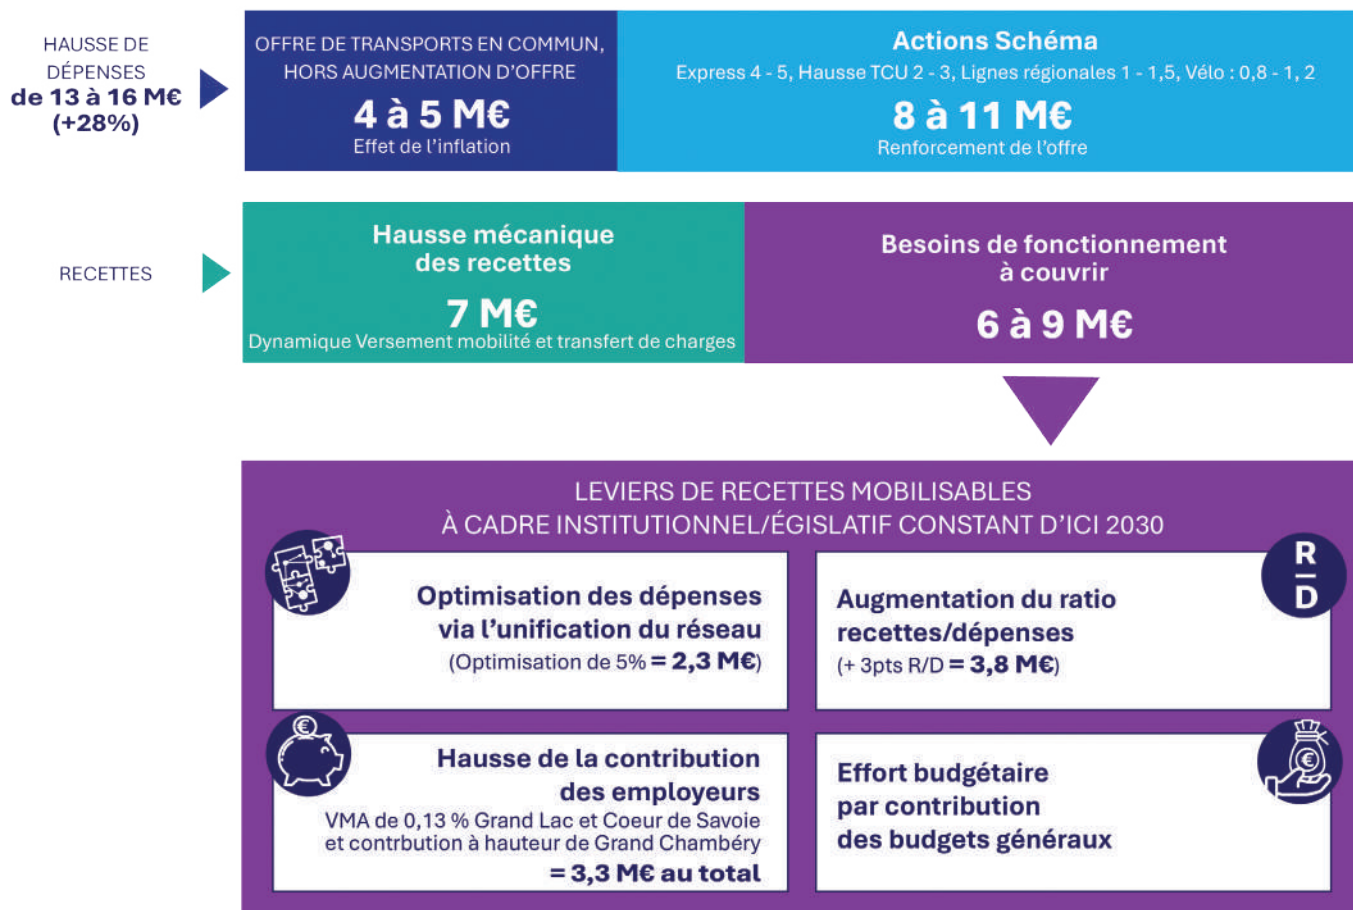 HAUSSE DE
DÉPENSES
de 13 à 16 M€
(+28%)
OFFRE DE TRANSPORTS EN COMMUN,
HORS AUGMENTATION D'OFFRE
4 à 5 M€
Effet de l'inflation
Actions Schéma
Express 4 - 5, Hausse TCU 2 - 3, Lignes régionales 1 - 1,5, Vélo : 0,8 - 1, 2
8 à 11 M€
Renforcement de l'offre
RECETTES
Hausse mécanique
des recettes
7 M€
Dynamique Versement mobilité et transfert de charges
Besoins de fonctionnement
à couvrir
6 à 9 M€
LEVIERS DE RECETTES MOBILISABLES
À CADRE INSTITUTIONNEL/ÉGISLATIF CONSTANT D'ICI 2030
Optimisation des dépenses
via l'unification du réseau
(Optimisation de 5% = 2,3 M€)
R
D
Augmentation du ratio
recettes/dépenses
(+ 3pts R/D = 3,8 M€)
€
Hausse de la contribution
des employeurs
VMA de 0,13 % Grand Lac et Coeur de Savoie
et contrbution à hauteur de Grand Chambéry
= 3,3 M€ au total
€
Effort budgétaire
par contribution
des budgets généraux